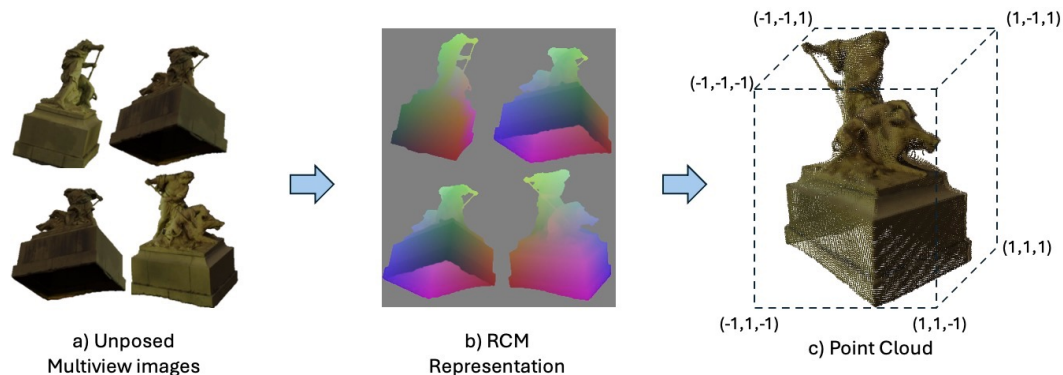 (-1,-1,1)
(1,-1,1)
(-1,-1,-1)
(1,1,1)
(-1,1,-1)
(1,1,-1)
a) Unposed
Multiview images
b) RCM
Representation
c) Point Cloud